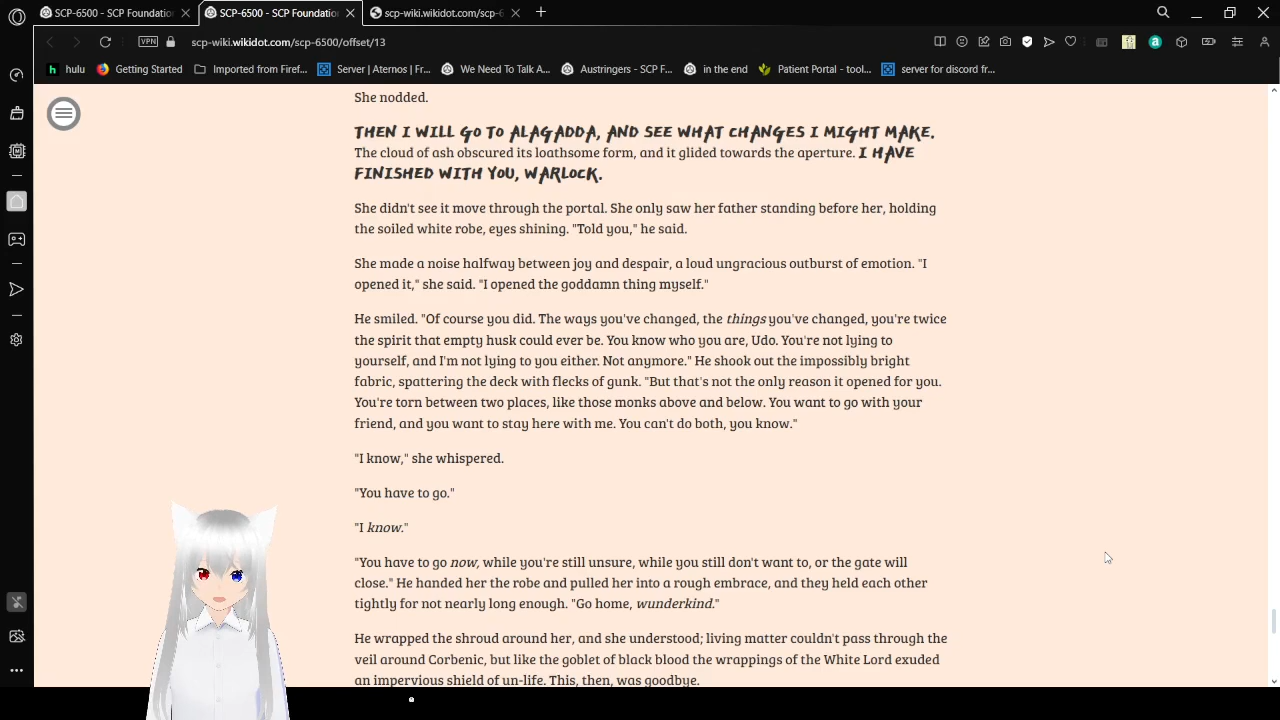 SCP-6500 - SCP Foundatio
SCP-6500 - SCP Foundatio
scp-wiki.wikidot.com/scp-6
VPN
scp-wiki.wikidot.com/scp-6500/offset/13
hulu
Getting Started
Imported from Firef...
Server | Aternos | Fr...
We Need To Talk A...
Austringers - SCP F...
in the end
Patient Portal - tool...
server for discord fr...
She nodded.
THEN I WILL GO TO ALAGADDA, AND SEE WHAT CHANGES I MIGHT MAKE.
The cloud of ash obscured its loathsome form, and it glided towards the aperture. I HAVE
FINISHED WITH YOU, WARLOCK.
She didn't see it move through the portal. She only saw her father standing before her, holding
the soiled white robe, eyes shining. "Told you," he said.
She made a noise halfway between joy and despair, a loud ungracious outburst of emotion. "I
opened it," she said. "I opened the goddamn thing myself."
He smiled. "Of course you did. The ways you've changed, the things you've changed, you're twice
the spirit that empty husk could ever be. You know who you are, Udo. You're not lying to
yourself, and I'm not lying to you either. Not anymore." He shook out the impossibly bright
fabric, spattering the deck with flecks of gunk. "But that's not the only reason it opened for you.
You're torn between two places, like those monks above and below. You want to go with your
friend, and you want to stay here with me. You can't do both, you know."
"I know," she whispered.
"You have to go."
"I know."
"You have to go now, while you're still unsure, while you still don't want to, or the gate will
close." He handed her the robe and pulled her into a rough embrace, and they held each other
tightly for not nearly long enough. "Go home, wunderkind."
He wrapped the shroud around her, and she understood; living matter couldn't pass through the
veil around Corbenic, but like the goblet of black blood the wrappings of the White Lord exuded
an impervious shield of un-life. This, then, was goodbye.